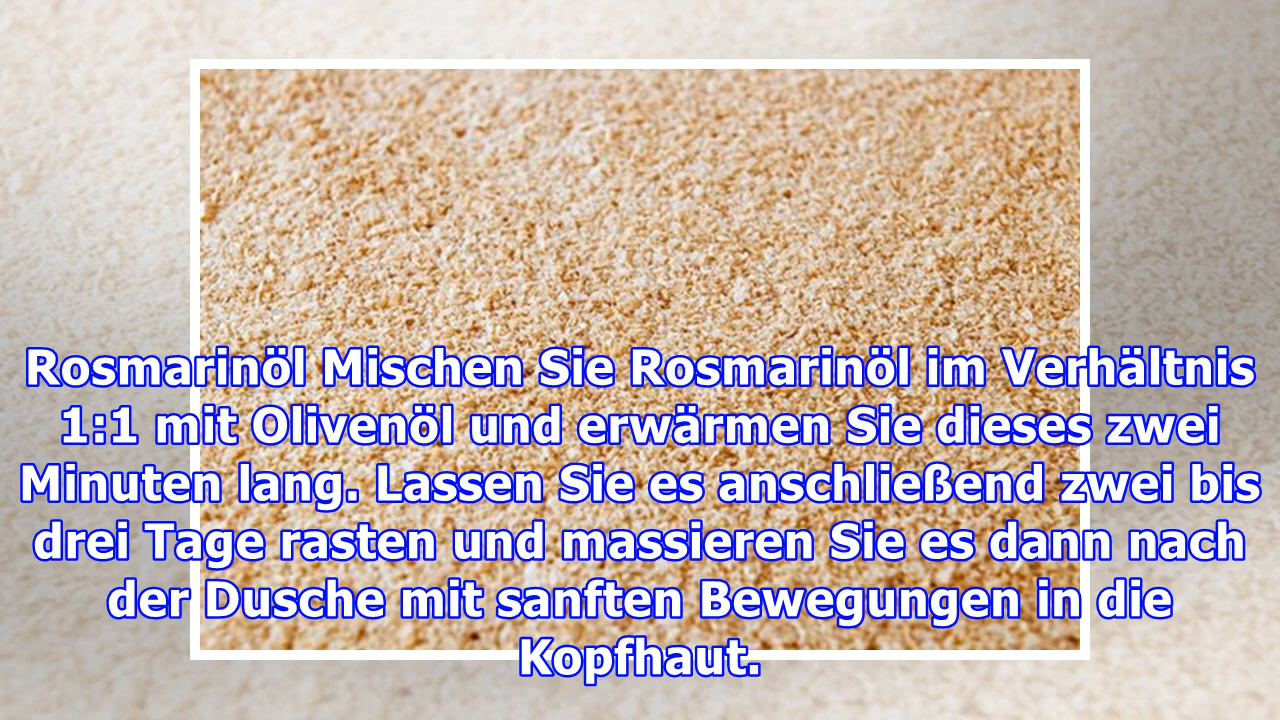 Rosmarinöl Mischen Sie Rosmarinöl im Verhältnis
1:1 mit Olivenöl und erwärmen Sie dieses zwei
Minuten lang. Lassen Sie es anschließend zwei bis
drei Tage rasten und massieren Sie es dann nach
der Dusche mit sanften Bewegungen in die
Kopfhaut.